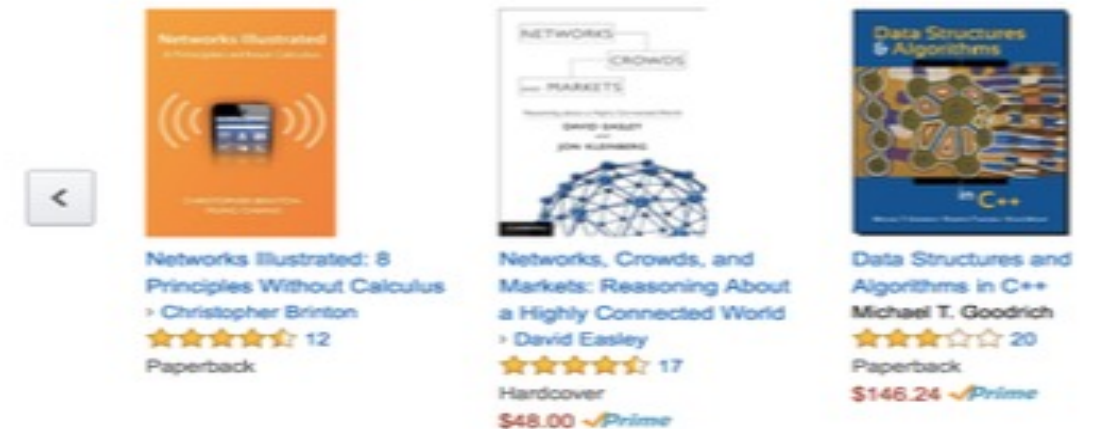 Networks Illustrated
NETWORKS
CROWDS
MARKETS
DAVID EASLEY
JON KLEINBERG
Data Structures
& Algorithms
in C++
<
Networks Illustrated: 8
Principles Without Calculus
› Christopher Brinton
12
Paperback
Networks, Crowds, and
Markets: Reasoning About
a Highly Connected World
› David Easley
17
Hardcover
$48.00 Prime
Data Structures and
Algorithms in C++
Michael T. Goodrich
20
Paperback
$146.24 Prime